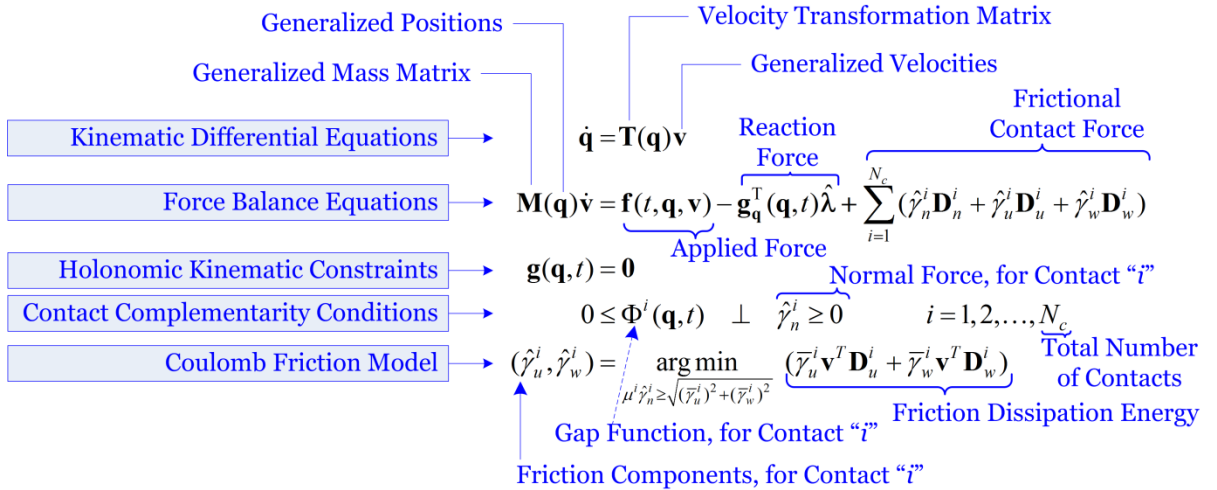 Generalized Positions
Velocity Transformation Matrix
Generalized Mass Matrix
Generalized Velocities
Frictional
Contact Force
Kinematic Differential Equations
q̇ = T(q)v
Reaction
Force
Force Balance Equations
M(q)v̇ = f(t,q,v) − g_q^T(q,t)λ̂ + ∑_{i=1}^{N_c} (γ̂_n^i D_n^i + γ̂_u^i D_u^i + γ̂_w^i D_w^i)
Applied Force
Holonomic Kinematic Constraints
g(q,t) = 0
Normal Force, for Contact “i”
Contact Complementarity Conditions
0 ≤ Φ^i(q,t) ⊥ γ̂_n^i ≥ 0 i = 1,2,…,N_c
Total Number
of Contacts
Coulomb Friction Model
(γ̂_u^i, γ̂_w^i) = arg min_{μ^i γ̂_n^i ≥ √((γ̄_u^i)^2 + (γ̄_w^i)^2)} (γ̄_u^i v^T D_u^i + γ̄_w^i v^T D_w^i)
Friction Dissipation Energy
Gap Function, for Contact “i”
Friction Components, for Contact “i”